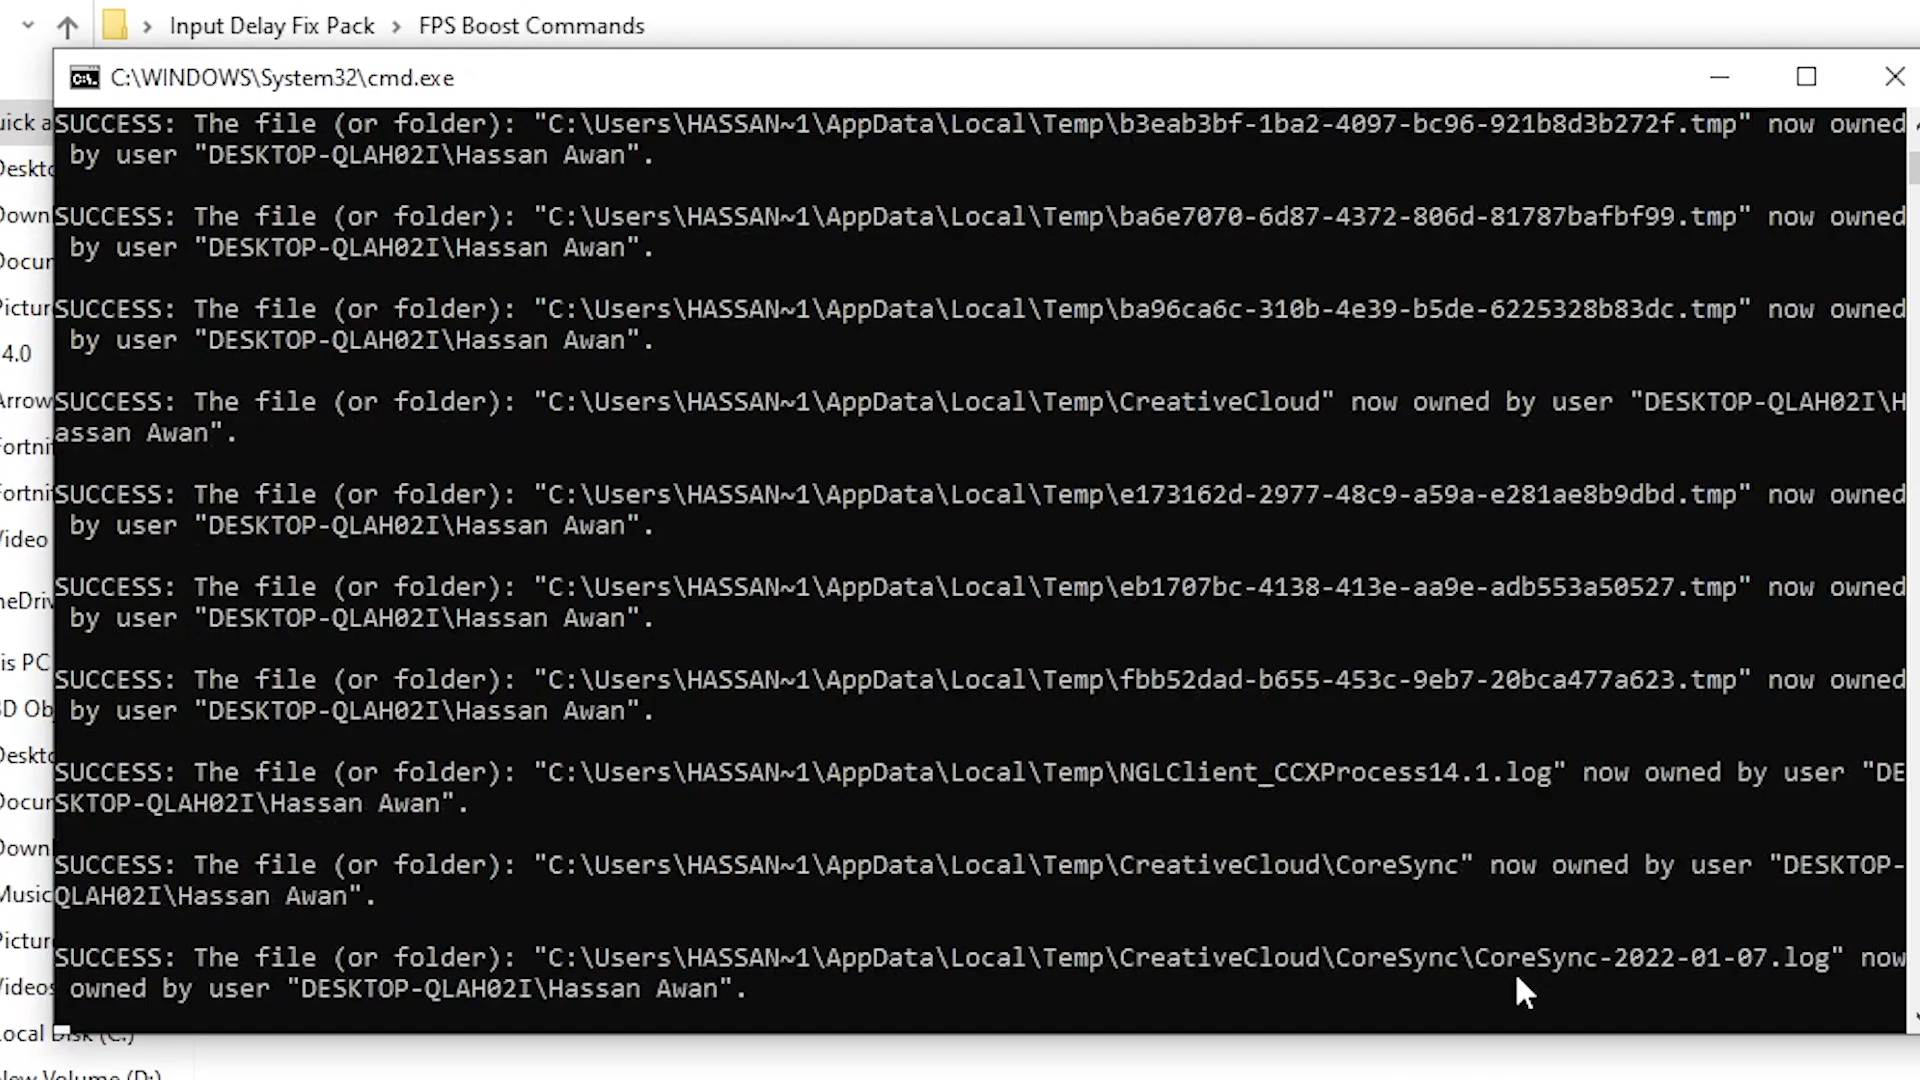 Input Delay Fix Pack > FPS Boost Commands
C:\WINDOWS\System32\cmd.exe
SUCCESS: The file (or folder): "C:\Users\HASSAN~1\AppData\Local\Temp\b3eab3bf-1ba2-4097-bc96-921b8d3b272f.tmp" now owned
by user "DESKTOP-QLAH02I\Hassan Awan".
SUCCESS: The file (or folder): "C:\Users\HASSAN~1\AppData\Local\Temp\ba6e7070-6d87-4372-806d-81787bafbf99.tmp" now owned
by user "DESKTOP-QLAH02I\Hassan Awan".
SUCCESS: The file (or folder): "C:\Users\HASSAN~1\AppData\Local\Temp\ba96ca6c-310b-4e39-b5de-6225328b83dc.tmp" now owned
by user "DESKTOP-QLAH02I\Hassan Awan".
4.0
SUCCESS: The file (or folder): "C:\Users\HASSAN~1\AppData\Local\Temp\CreativeCloud" now owned by user "DESKTOP-QLAH02I\H
assan Awan".
SUCCESS: The file (or folder): "C:\Users\HASSAN~1\AppData\Local\Temp\e173162d-2977-48c9-a59a-e281ae8b9dbd.tmp" now owned
by user "DESKTOP-QLAH02I\Hassan Awan".
Video
SUCCESS: The file (or folder): "C:\Users\HASSAN~1\AppData\Local\Temp\eb1707bc-4138-413e-aa9e-adb553a50527.tmp" now owned
by user "DESKTOP-QLAH02I\Hassan Awan".
is PC
SUCCESS: The file (or folder): "C:\Users\HASSAN~1\AppData\Local\Temp\fbb52dad-b655-453c-9eb7-20bca477a623.tmp" now owned
by user "DESKTOP-QLAH02I\Hassan Awan".
SUCCESS: The file (or folder): "C:\Users\HASSAN~1\AppData\Local\Temp\NGLClient_CCXProcess14.1.log" now owned by user "DE
SKTOP-QLAH02I\Hassan Awan".
SUCCESS: The file (or folder): "C:\Users\HASSAN~1\AppData\Local\Temp\CreativeCloud\CoreSync" now owned by user "DESKTOP-
Music
QLAH02I\Hassan Awan".
SUCCESS: The file (or folder): "C:\Users\HASSAN~1\AppData\Local\Temp\CreativeCloud\CoreSync\CoreSync-2022-01-07.log" now
owned by user "DESKTOP-QLAH02I\Hassan Awan".
Videos
Local Disk (C:)
New Volume (D:)